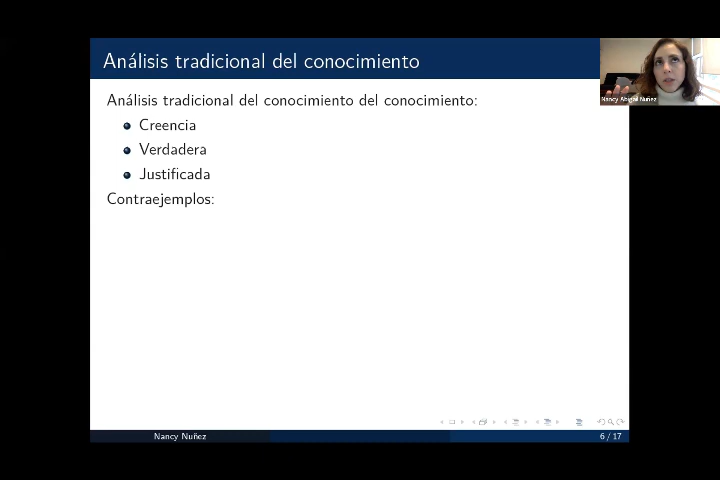 Análisis tradicional del conocimiento
Nancy Abigail Nuñez
Análisis tradicional del conocimiento del conocimiento:
Creencia
Verdadera
Justificada
Contraejemplos:
Nancy Nuñez
6 / 17